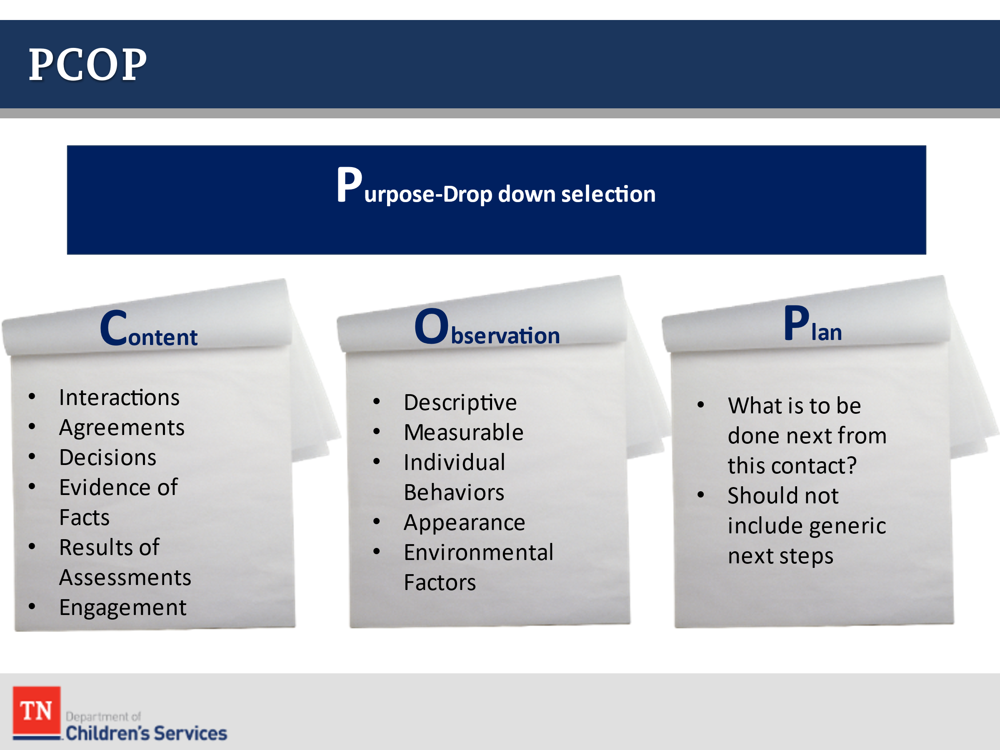 PCOP
Purpose-Drop down selection
Content
• Interactions
• Agreements
• Decisions
• Evidence of
Facts
• Results of
Assessments
• Engagement
Observation
• Descriptive
• Measurable
• Individual
Behaviors
• Appearance
• Environmental
Factors
Plan
• What is to be
done next from
this contact?
• Should not
include generic
next steps
TN
Department of
Children's Services